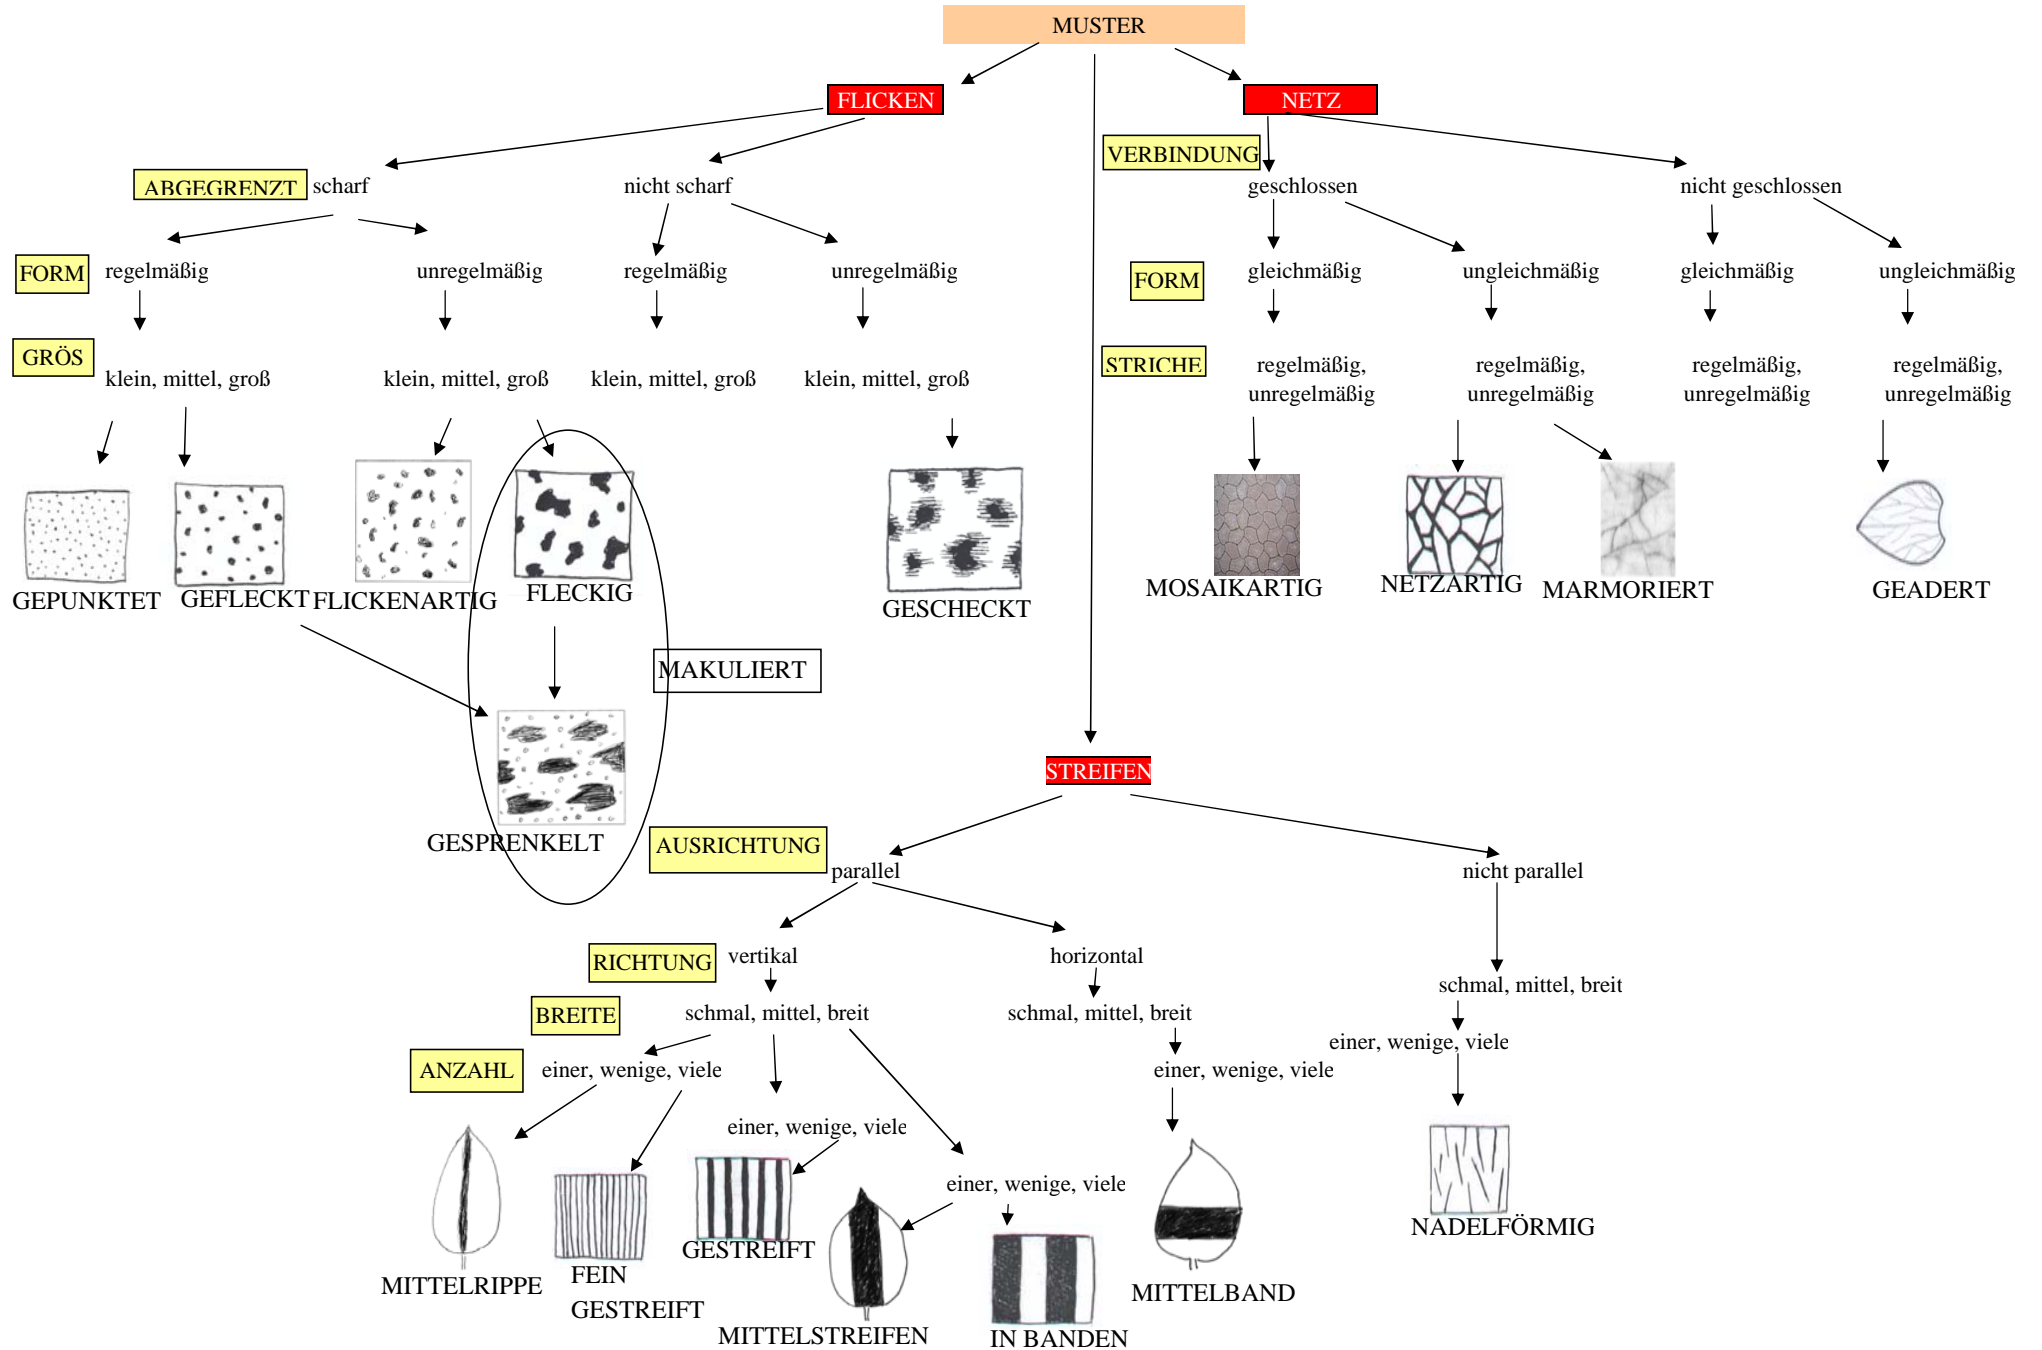 MUSTER
FLICKEN
NETZ
VERBINDUNG
ABGEGRENZT
scharf
nicht scharf
geschlossen
nicht geschlossen
FORM
regelmäßig
unregelmäßig
regelmäßig
unregelmäßig
FORM
gleichmäßig
ungleichmäßig
gleichmäßig
ungleichmäßig
GRÖS
klein, mittel, groß
klein, mittel, groß
klein, mittel, groß
klein, mittel, groß
STRICHE
regelmäßig,
unregelmäßig
regelmäßig,
unregelmäßig
regelmäßig,
unregelmäßig
regelmäßig,
unregelmäßig
GEPUNKTET
GEFLECKT
FLICKENARTIG
FLECKIG
GESCHECKT
MOSAIKARTIG
NETZARTIG
MARMORIERT
GEADERT
MAKULIERT
GESPRENKELT
STREIFEN
AUSRICHTUNG
parallel
nicht parallel
RICHTUNG
vertikal
horizontal
BREITE
schmal, mittel, breit
schmal, mittel, breit
schmal, mittel, breit
ANZAHL
einer, wenige, viele
einer, wenige, viele
einer, wenige, viele
einer, wenige, viele
einer, wenige, viele
MITTELRIPPE
FEIN
GESTREIFT
GESTREIFT
MITTELSTREIFEN
IN BANDEN
MITTELBAND
NADELFÖRMIG